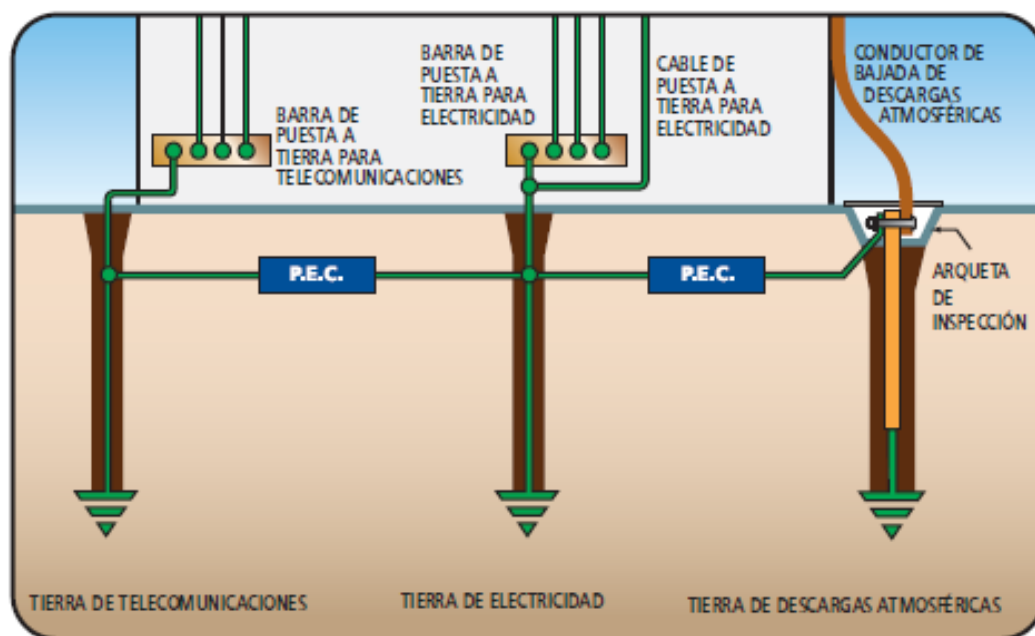 BARRA DE
PUESTA A
TIERRA PARA
TELECOMUNICACIONES
BARRA DE
PUESTA A
TIERRA PARA
ELECTRICIDAD
CABLE DE
PUESTA A
TIERRA PARA
ELECTRICIDAD
CONDUCTOR DE
BAJADA DE
DESCARGAS
ATMOSFÉRICAS
P.E.C.
P.E.C.
ARQUETA
DE
INSPECCIÓN
TIERRA DE TELECOMUNICACIONES
TIERRA DE ELECTRICIDAD
TIERRA DE DESCARGAS ATMOSFÉRICAS